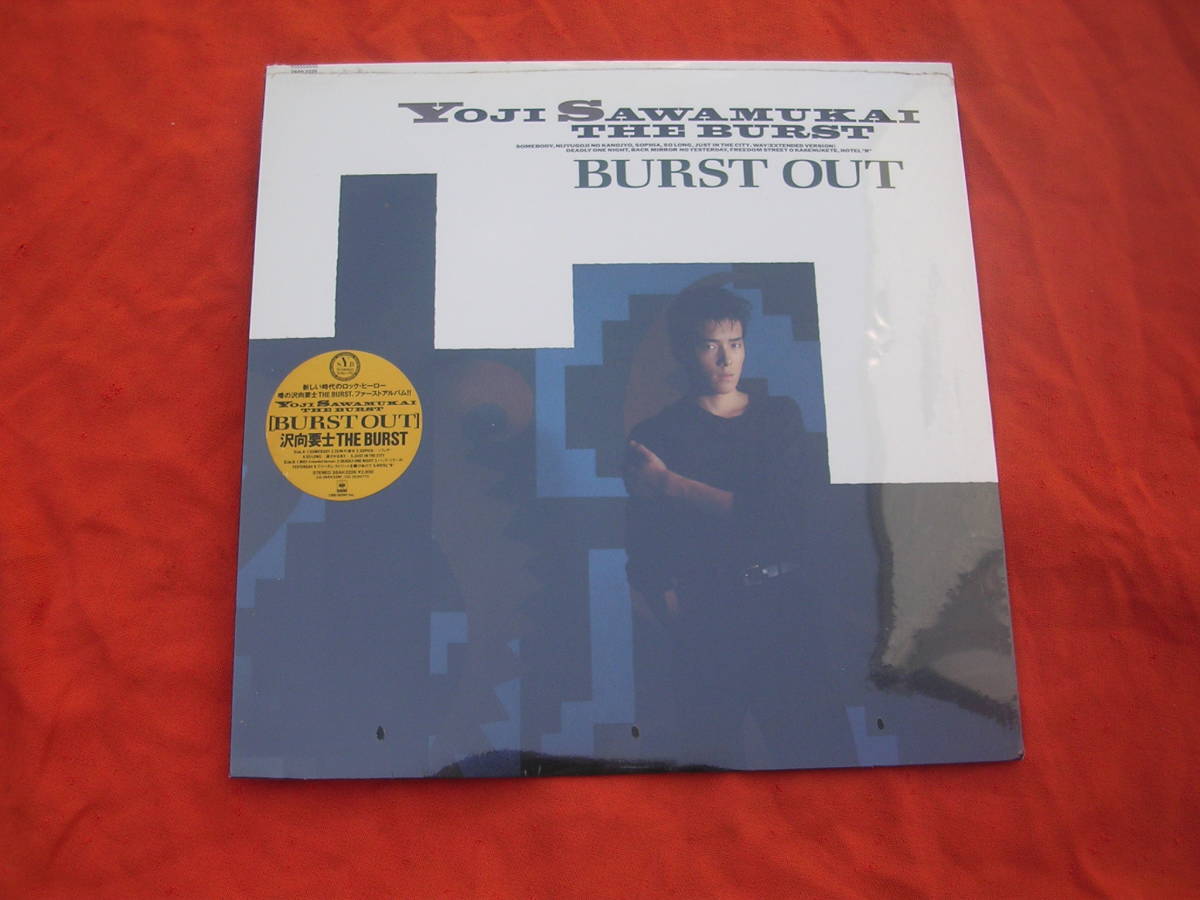 YOJI SAWAMUKAI
THE BURST
SOMEBODY, NIJYUGOJI NO KANOJYO, SOPHIA, SO LONG, JUST IN THE CITY, WAY(EXTENDED VERSION)
DEADLY ONE NIGHT, BACK MIRROR NO YESTERDAY, FREEDOM STREET O KAKENUKETE, HOTEL "R"
BURST OUT
新しい時代のロック・ヒーロー
噂の沢向要士 THE BURST、ファーストアルバム!!
YOJI SAWAMUKAI
THE BURST
[BURST OUT]
沢向要士 THE BURST